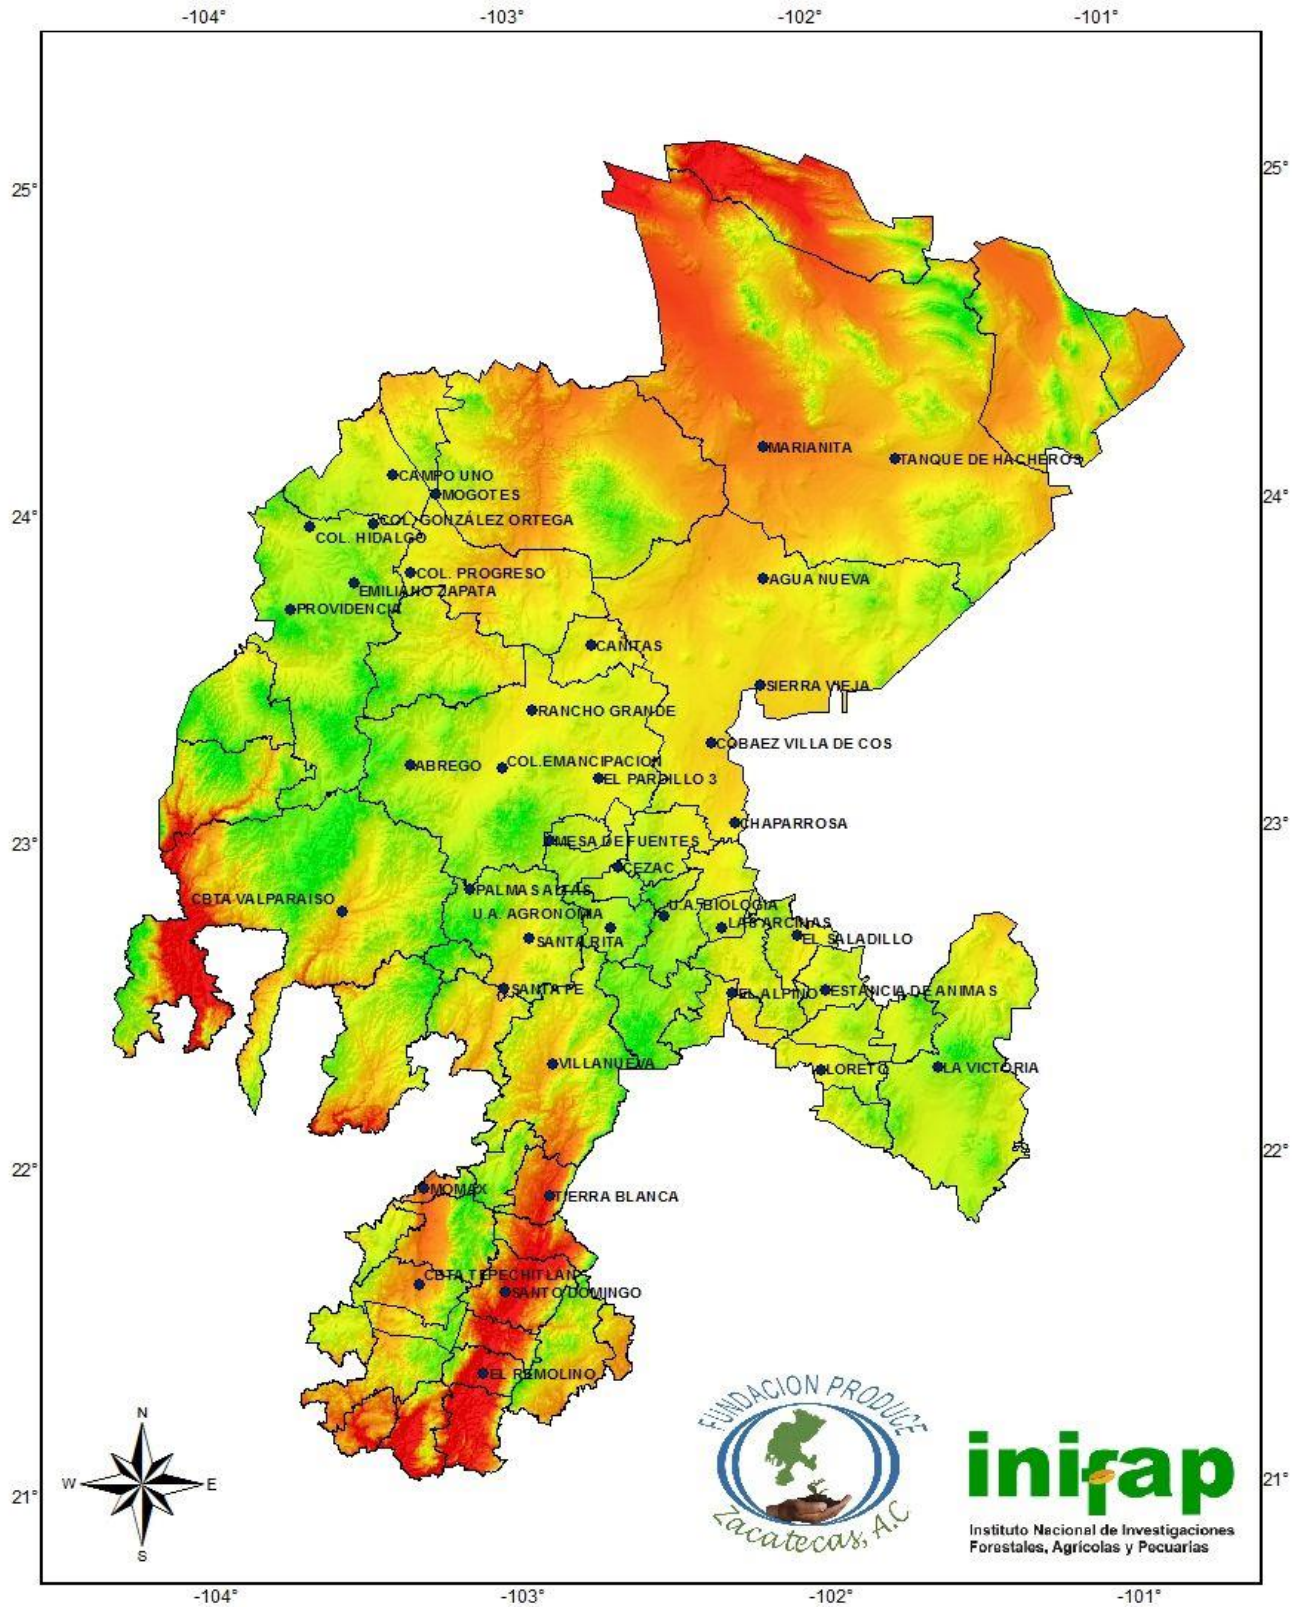 -104°
-103°
-102°
-101°
25°
25°
MARIANITA
TANQUE DE HACHEROS
CAMPO UNO
MOGOTES
24°
24°
COL. GONZÁLEZ ORTEGA
COL. HIDALGO
COL. PROGRESO
AGUA NUEVA
EMILIANO ZAPATA
PROVIDENCIA
CAÑITAS
SIERRA VIEJA
RANCHO GRANDE
COBAEZ VILLA DE COS
COL.EMANCIPACION
ABREGO
EL PARDILLO 3
23°
23°
CHAPARROSA
MESA DE FUENTES
CEZAC
PALMAS ALTAS
CBTA VALPARAISO
U.A. BIOLOGIA
U.A. AGRONOMIA
LAS ARCINAS
SANTA RITA
EL SALADILLO
SANTA FE
EL ALPINO
ESTANCIA DE ANIMAS
VILLANUEVA
LORETO
LA VICTORIA
22°
22°
MOMAX
TIERRA BLANCA
CBTA TEPECHITLAN
SANTO DOMINGO
EL REMOLINO
FUNDACION PRODUCE
Zacatecas, A.C
N
W
E
S
inifap
Instituto Nacional de Investigaciones
Forestales, Agrícolas y Pecuarias
21°
21°
-104°
-103°
-102°
-101°